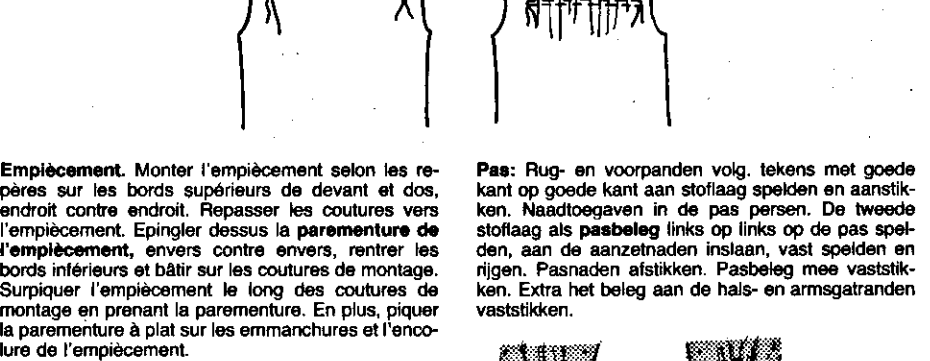 Empiècement. Monter l'empiècement selon les re-
pères sur les bords supérieurs de devant et dos,
endroit contre endroit. Repasser les coutures vers
l'empiècement. Epingler dessus la parementure de
l'empiècement, envers contre envers, rentrer les
bords inférieurs et bâtir sur les coutures de montage.
Surpiquer l'empiècement le long des coutures de
montage en prenant la parementure. En plus, piquer
la parementure à plat sur les emmanchures et l'enco-
lure de l'empiècement.
Pas: Rug- en voorpanden volg. tekens met goede
kant op goede kant aan stoflaag spelden en aanstik-
ken. Naadtoegaven in de pas persen. De tweede
stoflaag als pasbeleg links op links op de pas spel-
den, aan de aanzetnaden inslaan, vast spelden en
rijgen. Pasnaden afstikken. Pasbeleg mee vaststik-
ken. Extra het beleg aan de hals- en armsgatranden
vaststikken.